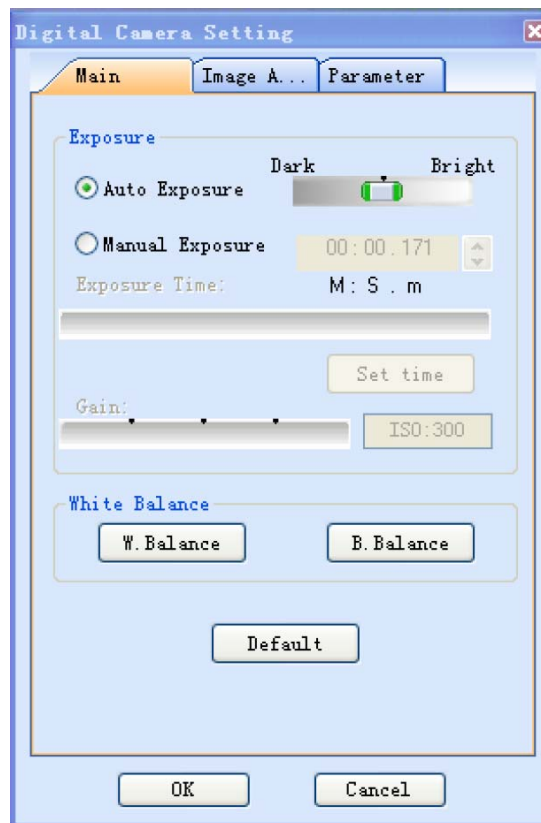 Digital Camera Setting
Main Image A... Parameter
Exposure
Dark Bright
Auto Exposure
Manual Exposure 00:00.171
Exposure Time: M: S . m
Set time
Gain:
ISO:300
White Balance
W.Balance B.Balance
Default
OK Cancel